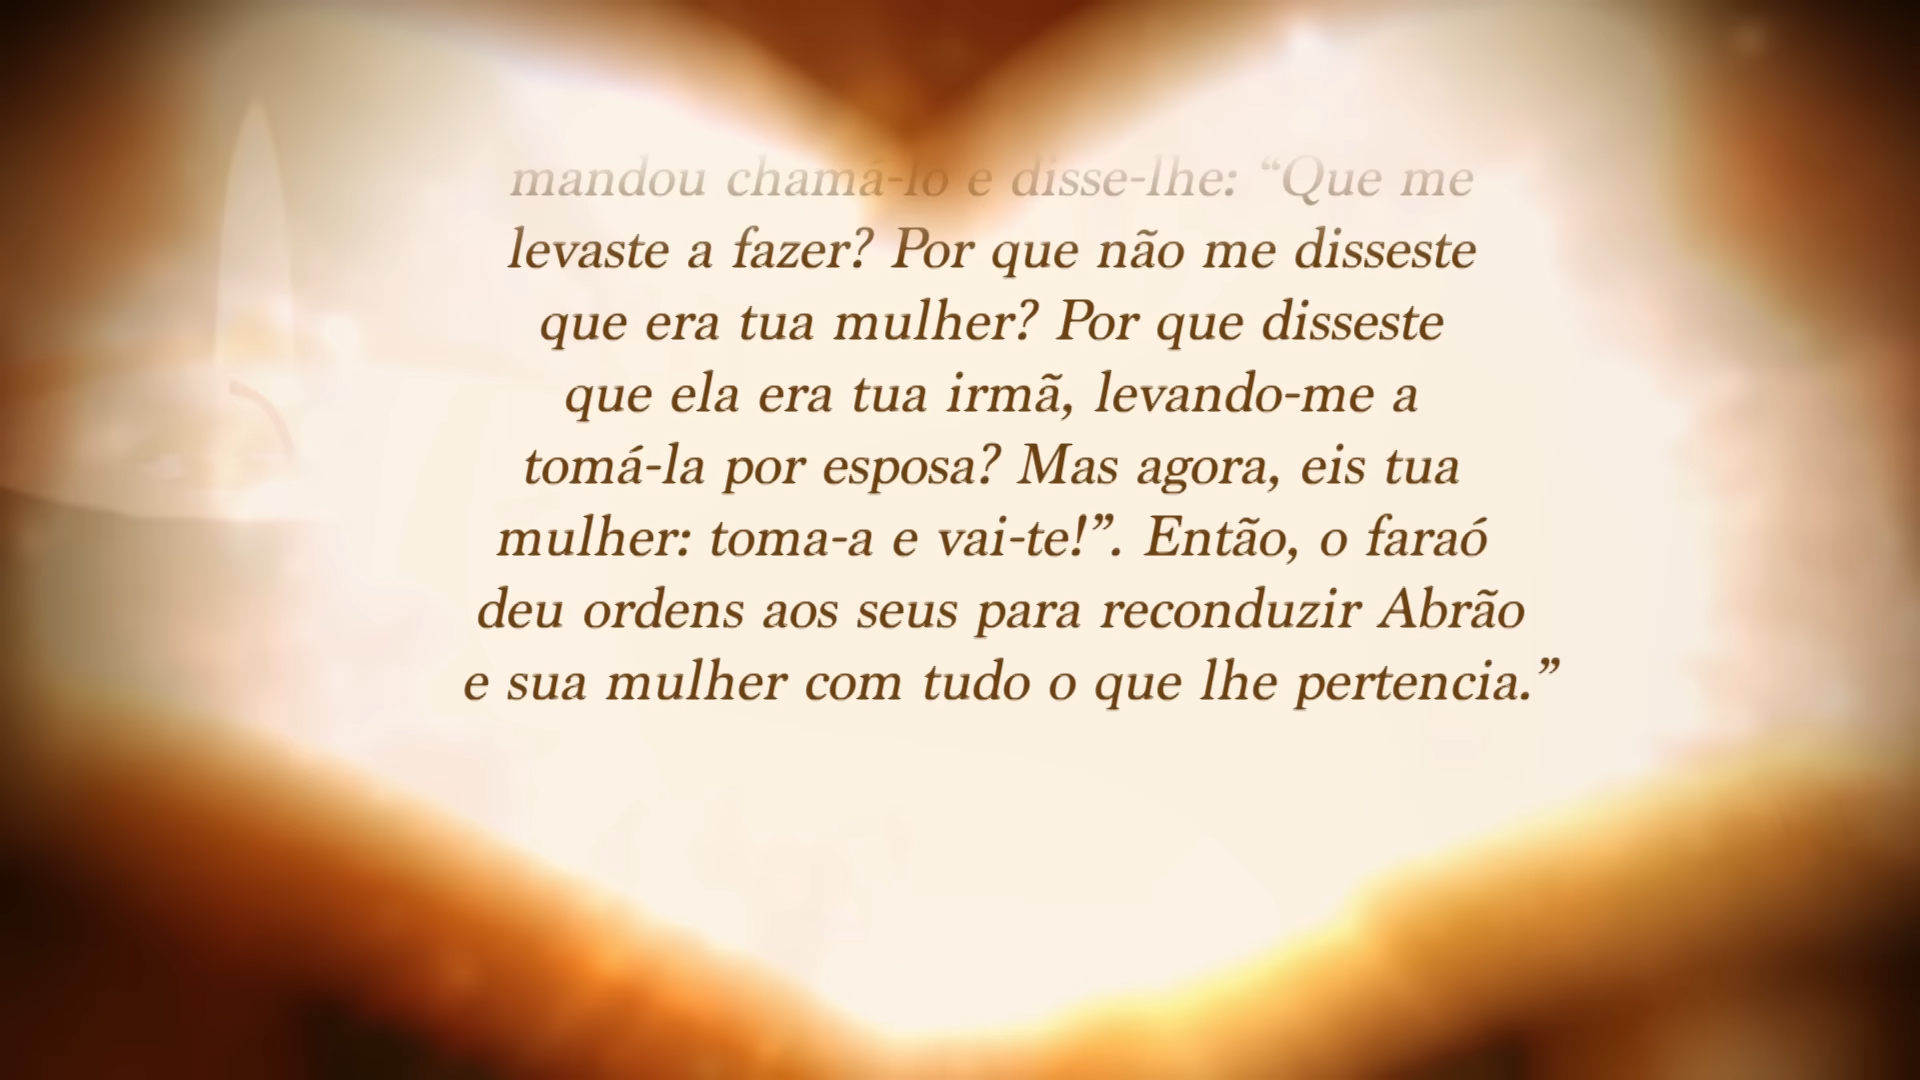 mandou chamá-lo e disse-lhe: “Que me
levaste a fazer? Por que não me disseste
que era tua mulher? Por que disseste
que ela era tua irmã, levando-me a
tomá-la por esposa? Mas agora, eis tua
mulher: toma-a e vai-te!”. Então, o faraó
deu ordens aos seus para reconduzir Abrão
e sua mulher com tudo o que lhe pertencia.”